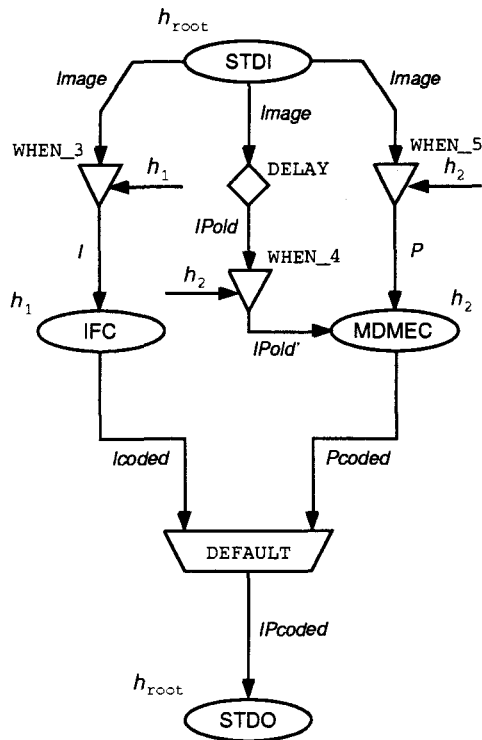 h_root
STDI
Image
Image
Image
WHEN_3
h_1
DELAY
WHEN_5
h_2
IPold
I
h_2
WHEN_4
P
h_1
IFC
IPold'
MDMEC
h_2
Icoded
Pcoded
DEFAULT
IPcoded
h_root
STDO